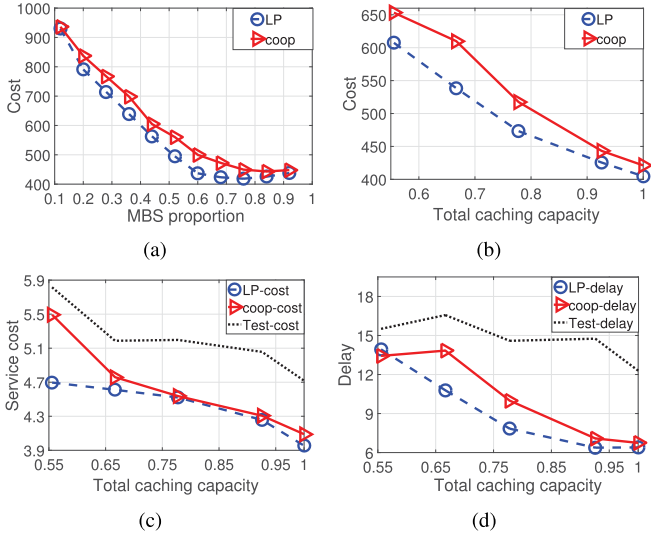 1000
900
800
700
600
500
400
Cost
0.1 0.2 0.3 0.4 0.5 0.6 0.7 0.8 0.9 1
MBS proportion
LP
coop
(a)
650
600
550
500
450
400
Cost
0.6 0.7 0.8 0.9 1
Total caching capacity
LP
coop
(b)
5.9
5.5
5.1
4.7
4.3
3.9
Service cost
0.55 0.65 0.75 0.85 0.95 1
Total caching capacity
LP-cost
coop-cost
Test-cost
(c)
18
15
12
9
6
Delay
0.55 0.65 0.75 0.85 0.95 1
Total caching capacity
LP-delay
coop-delay
Test-delay
(d)